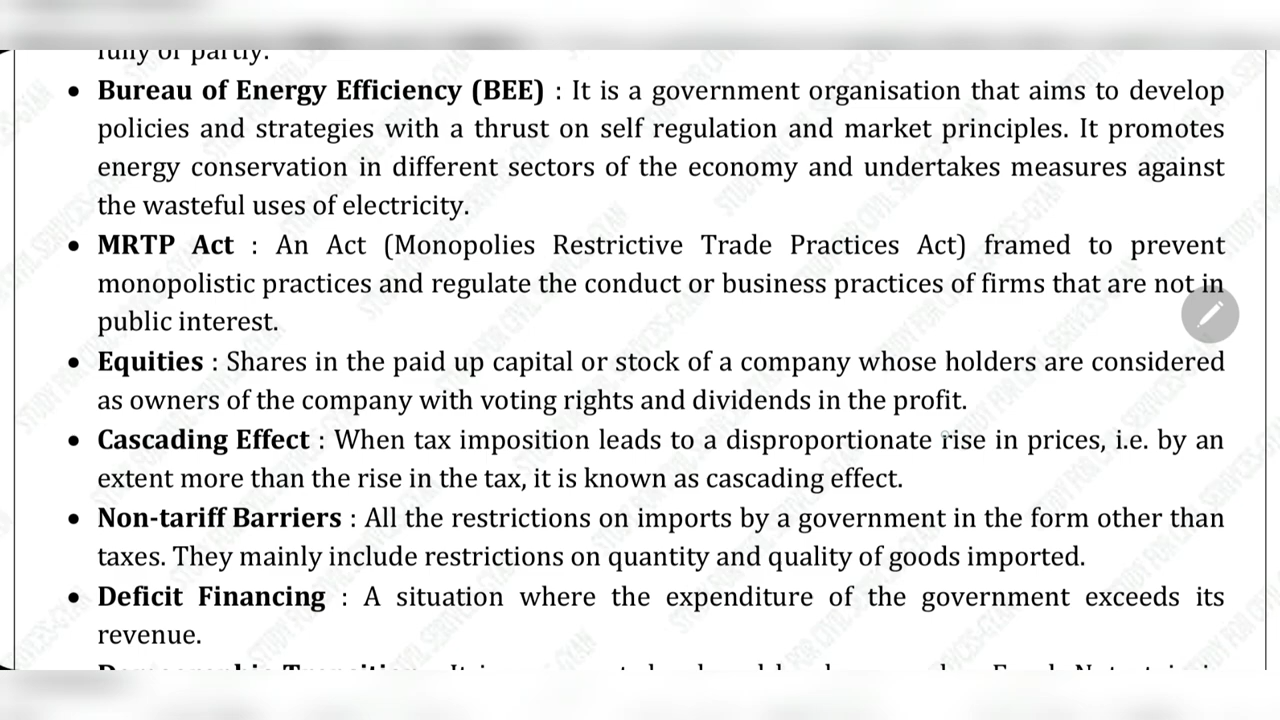 fully or partly.
• Bureau of Energy Efficiency (BEE) : It is a government organisation that aims to develop
policies and strategies with a thrust on self regulation and market principles. It promotes
energy conservation in different sectors of the economy and undertakes measures against
the wasteful uses of electricity.
• MRTP Act : An Act (Monopolies Restrictive Trade Practices Act) framed to prevent
monopolistic practices and regulate the conduct or business practices of firms that are not in
public interest.
• Equities : Shares in the paid up capital or stock of a company whose holders are considered
as owners of the company with voting rights and dividends in the profit.
• Cascading Effect : When tax imposition leads to a disproportionate rise in prices, i.e. by an
extent more than the rise in the tax, it is known as cascading effect.
• Non-tariff Barriers : All the restrictions on imports by a government in the form other than
taxes. They mainly include restrictions on quantity and quality of goods imported.
• Deficit Financing : A situation where the expenditure of the government exceeds its
revenue.